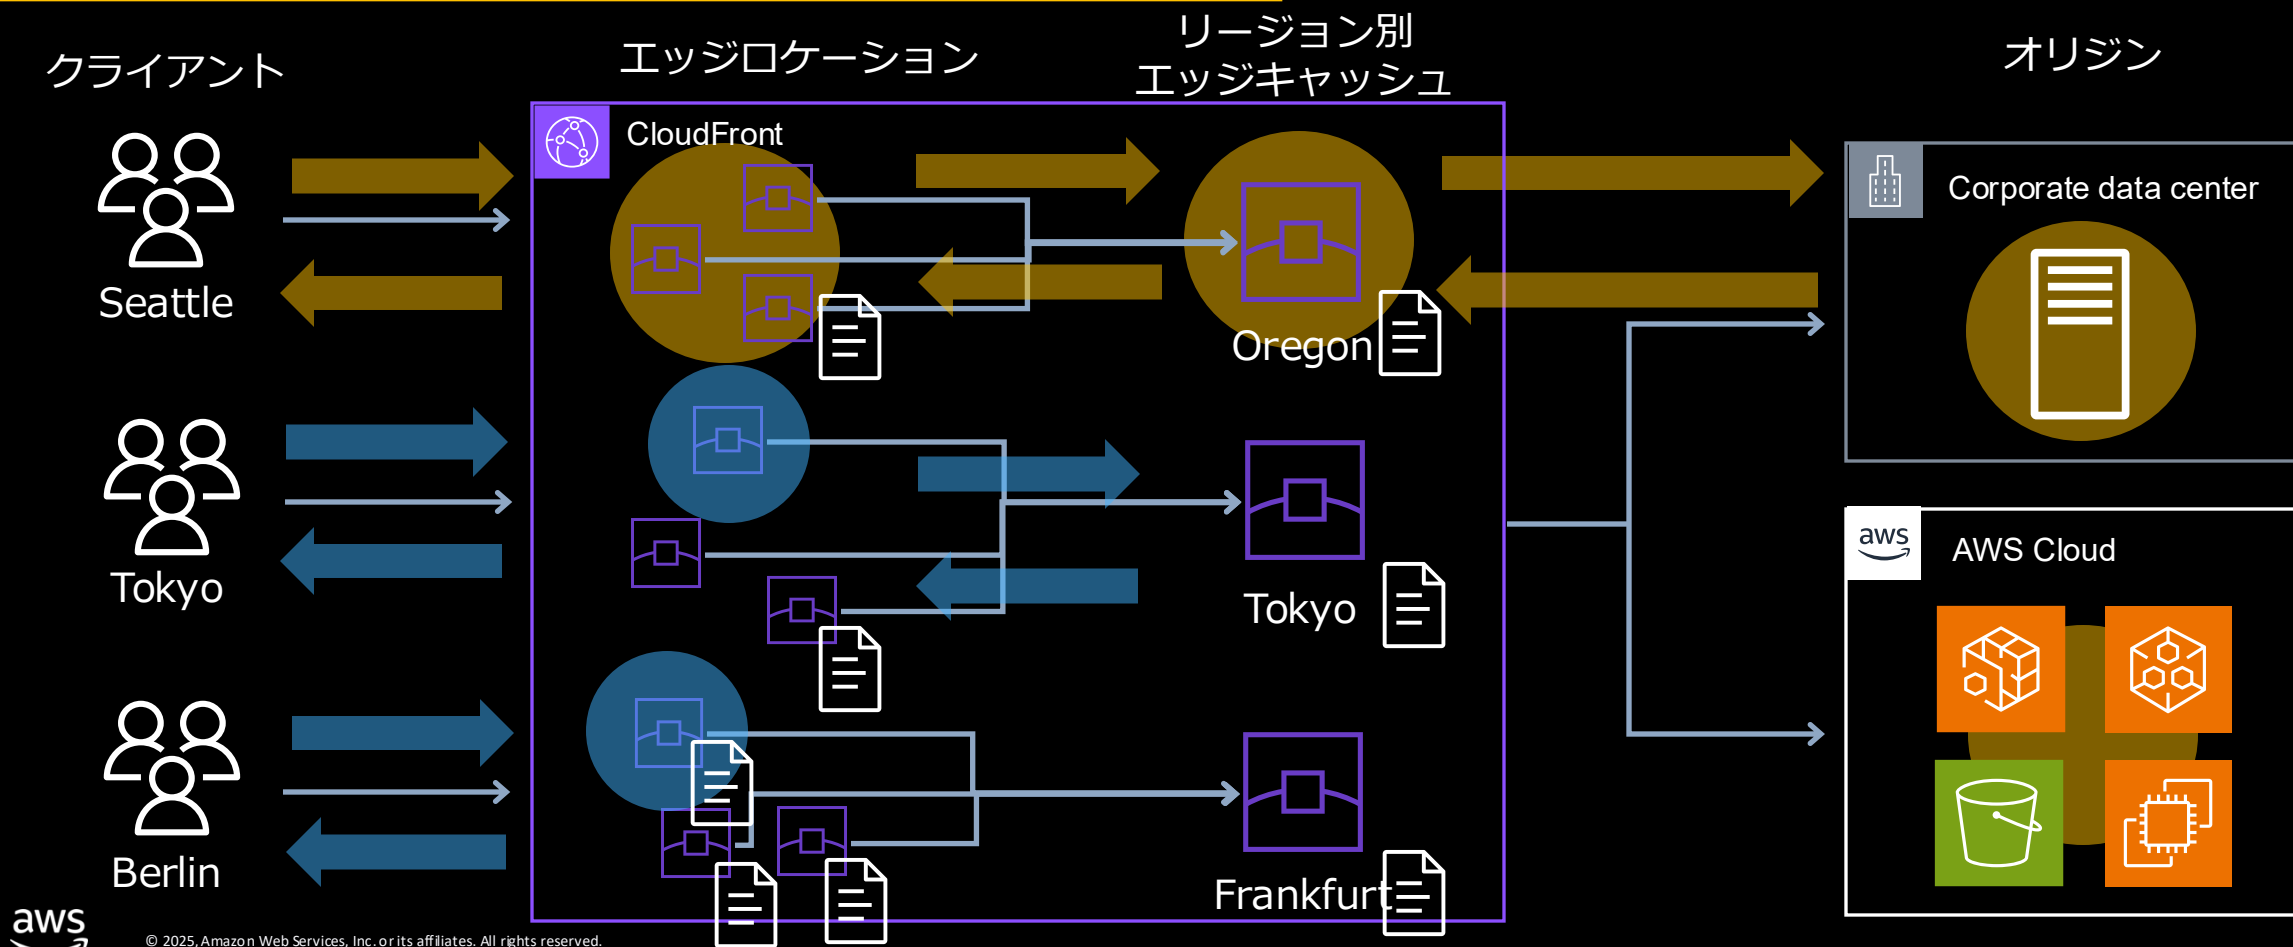 クライアント
エッジロケーション
リージョン別
エッジキャッシュ
オリジン
CloudFront
Corporate data center
Seattle
Oregon
aws
AWS Cloud
Tokyo
Tokyo
Berlin
Frankfurt
aws
© 2025, Amazon Web Services, Inc. or its affiliates. All rights reserved.